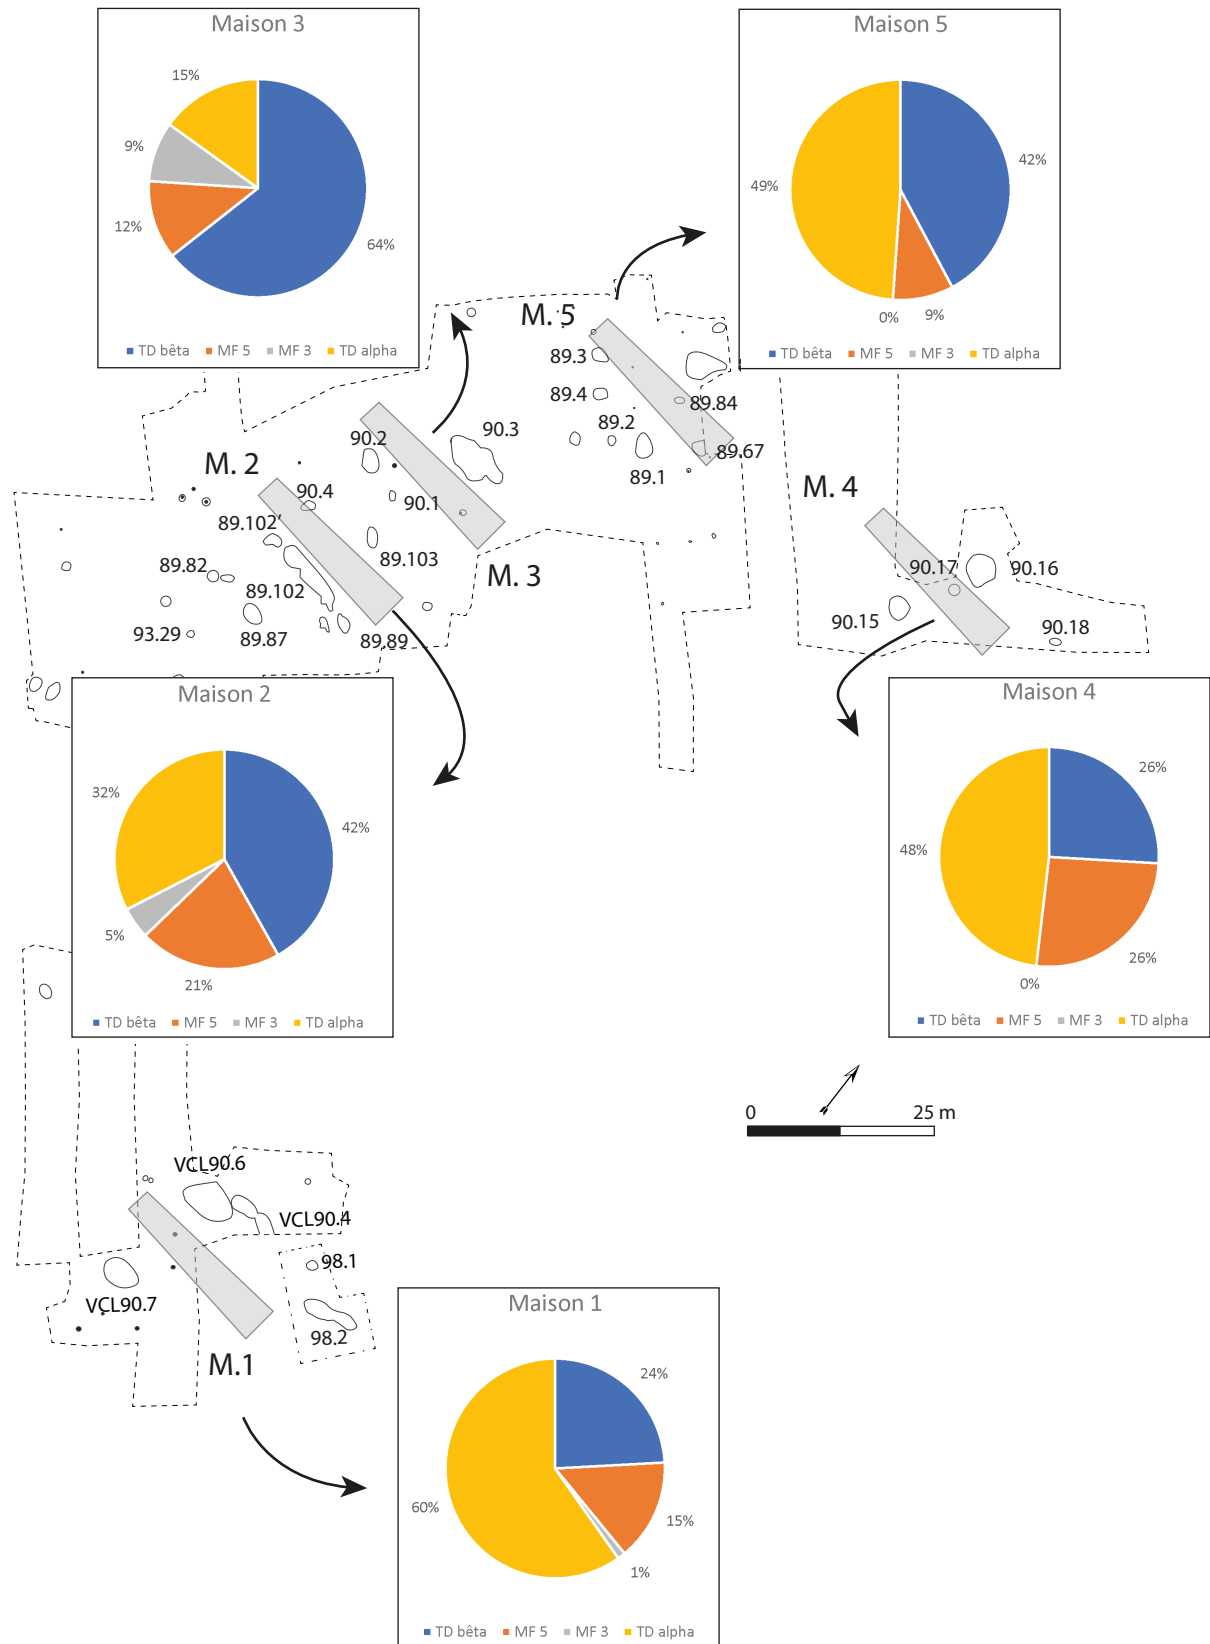 Maison 3
15%
9%
12%
64%
TD bêta MF 5 MF 3 TD alpha
Maison 5
42%
49%
0%
9%
TD bêta MF 5 MF 3 TD alpha
M. 5
89.3
89.4
89.84
89.2
89.67
89.1
90.3
90.2
M. 2
90.4
90.1
89.102'
89.103
M. 3
89.82
89.102
93.29
89.87
89.89
M. 4
90.17
90.16
90.15
90.18
Maison 2
32%
42%
5%
21%
TD bêta MF 5 MF 3 TD alpha
Maison 4
26%
48%
26%
0%
TD bêta MF 5 MF 3 TD alpha
0 25 m
VCL90.6
VCL90.4
98.1
VCL90.7
98.2
M.1
Maison 1
24%
60%
15%
1%
TD bêta MF 5 MF 3 TD alpha